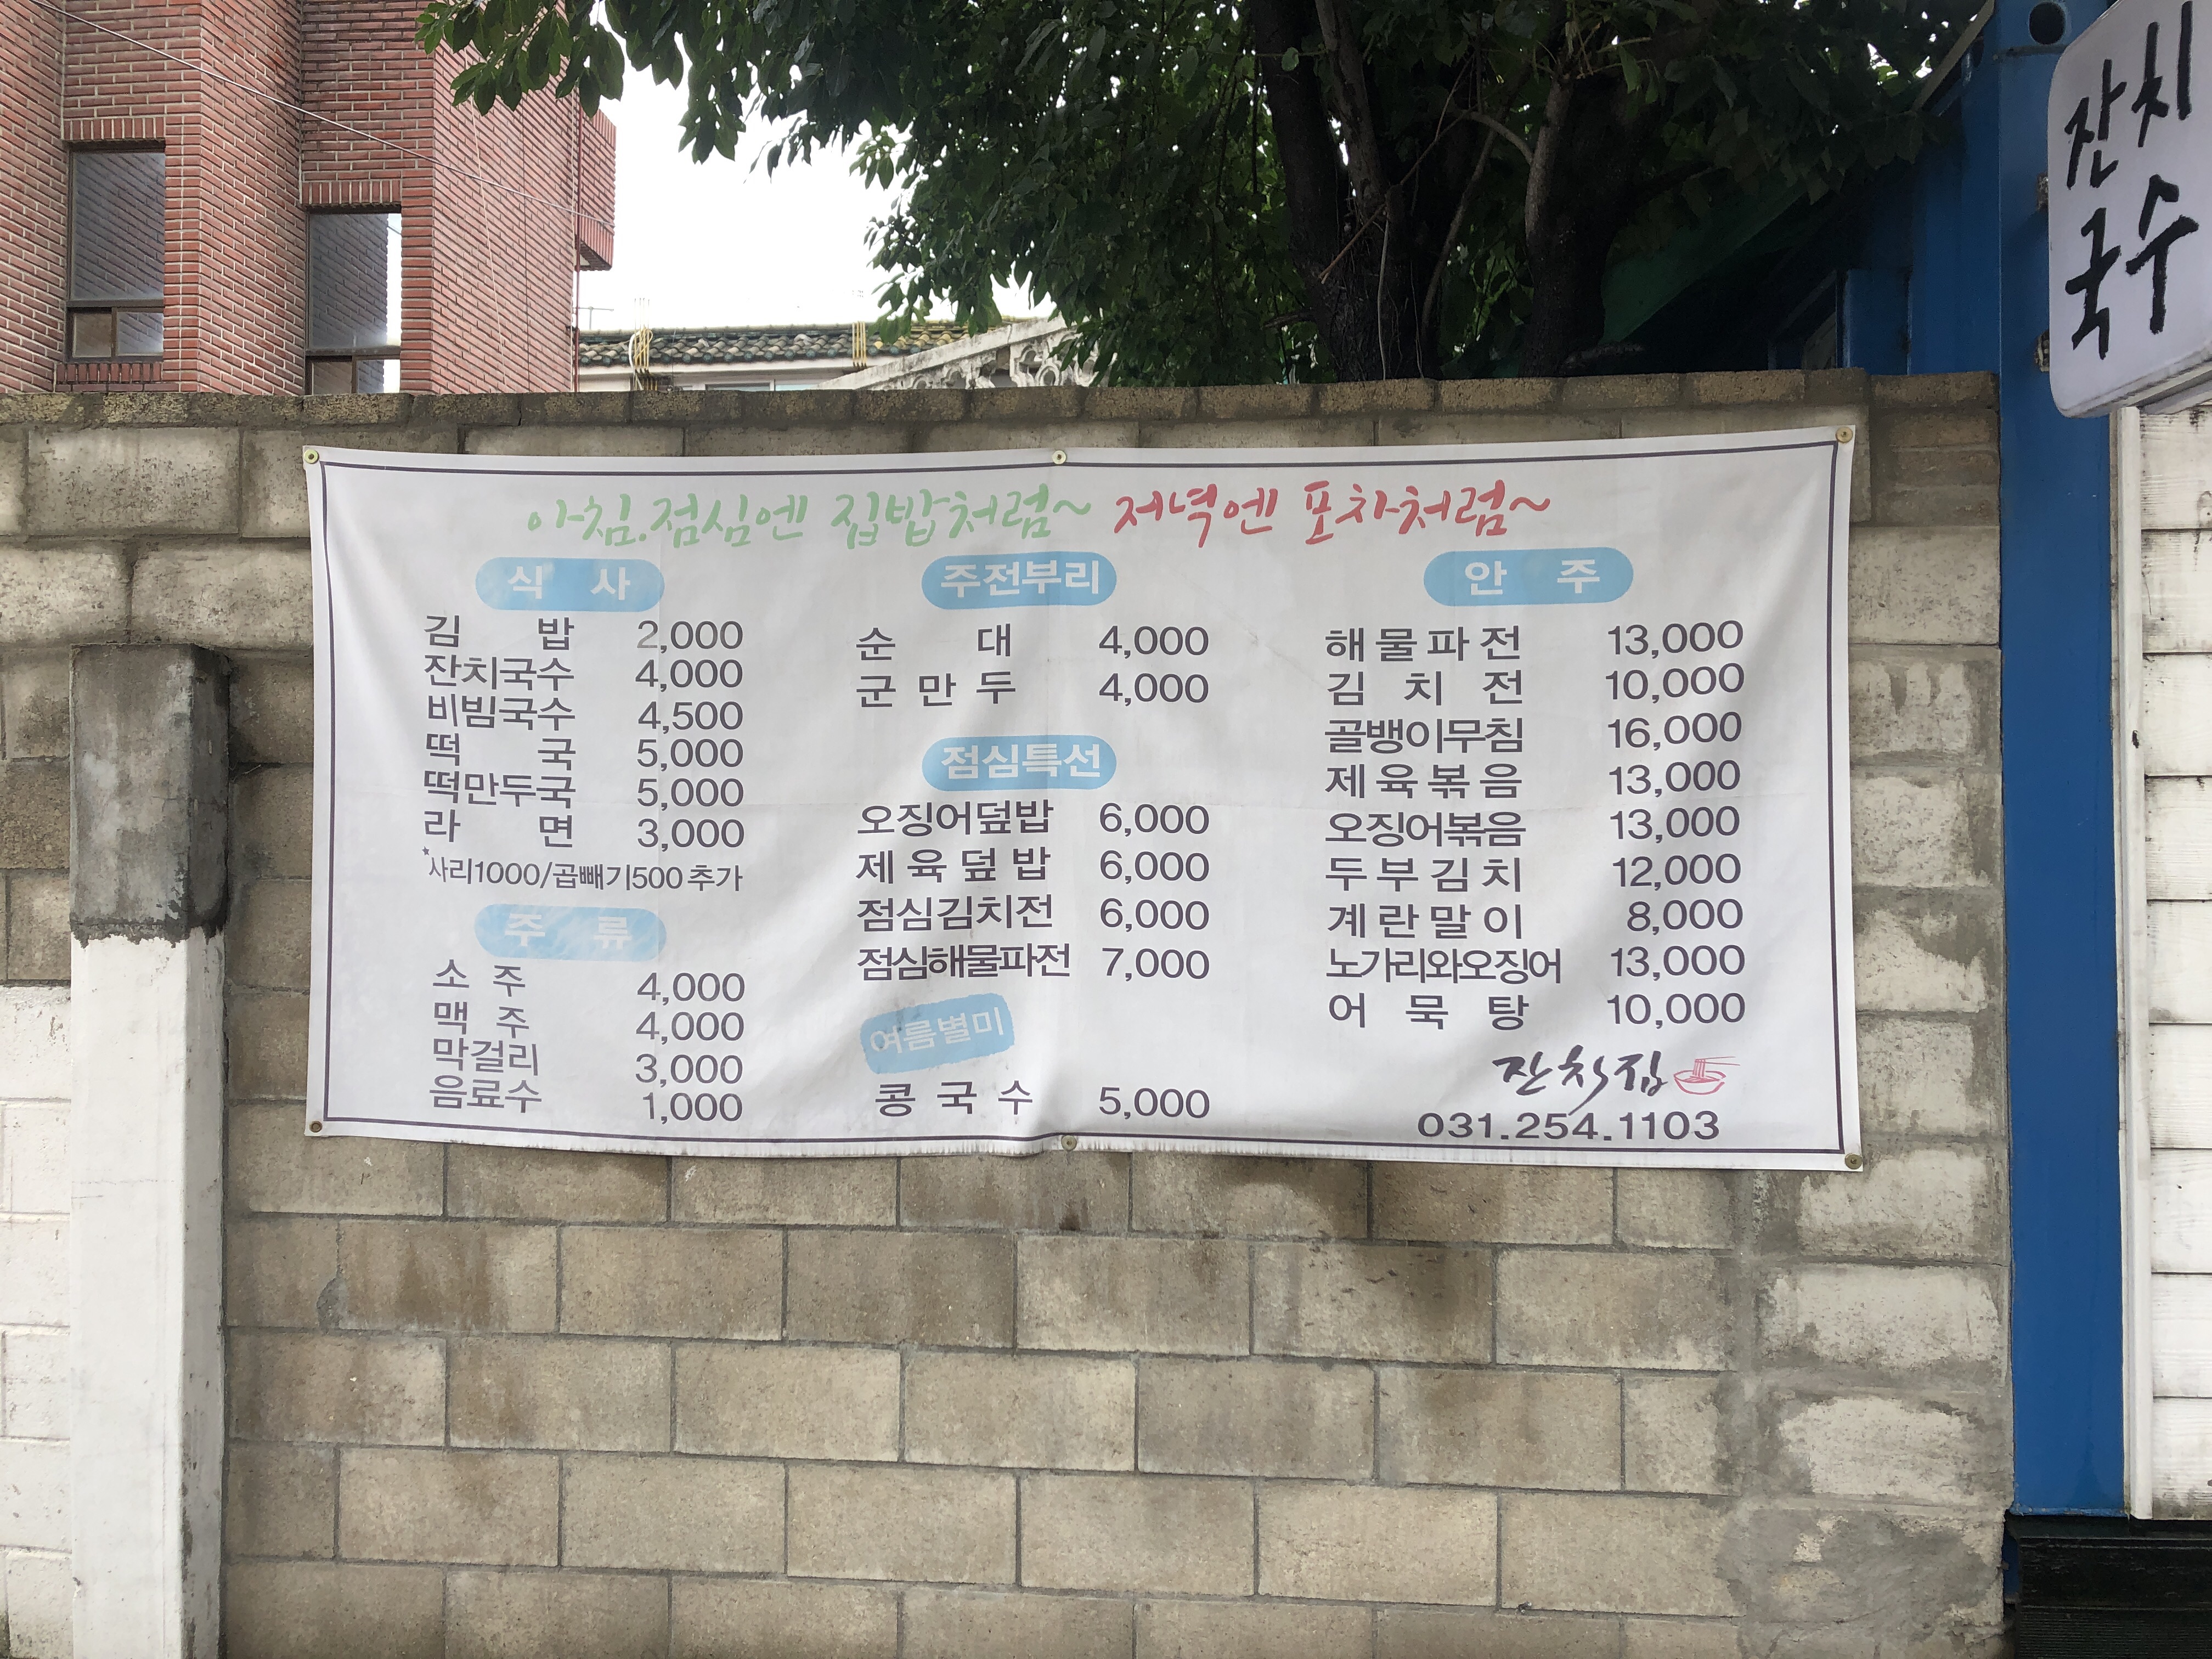 잔치
국수
아침.점심엔 집밥처럼~ 저녁엔 포차처럼~
식 사
김 밥 2,000
잔치국수 4,000
비빔국수 4,500
떡 국 5,000
떡만두국 5,000
라 면 3,000
*사리1000/곱빼기500 추가
주 류
소 주 4,000
맥 주 4,000
막걸리 3,000
음료수 1,000
주전부리
순 대 4,000
군 만 두 4,000
점심특선
오징어덮밥 6,000
제 육 덮 밥 6,000
점심김치전 6,000
점심해물파전 7,000
여름별미
콩 국 수 5,000
안 주
해 물 파 전 13,000
김 치 전 10,000
골뱅이무침 16,000
제 육 볶 음 13,000
오징어볶음 13,000
두 부 김 치 12,000
계 란 말 이 8,000
노가리와오징어 13,000
어 묵 탕 10,000
잔칫집
031.254.1103